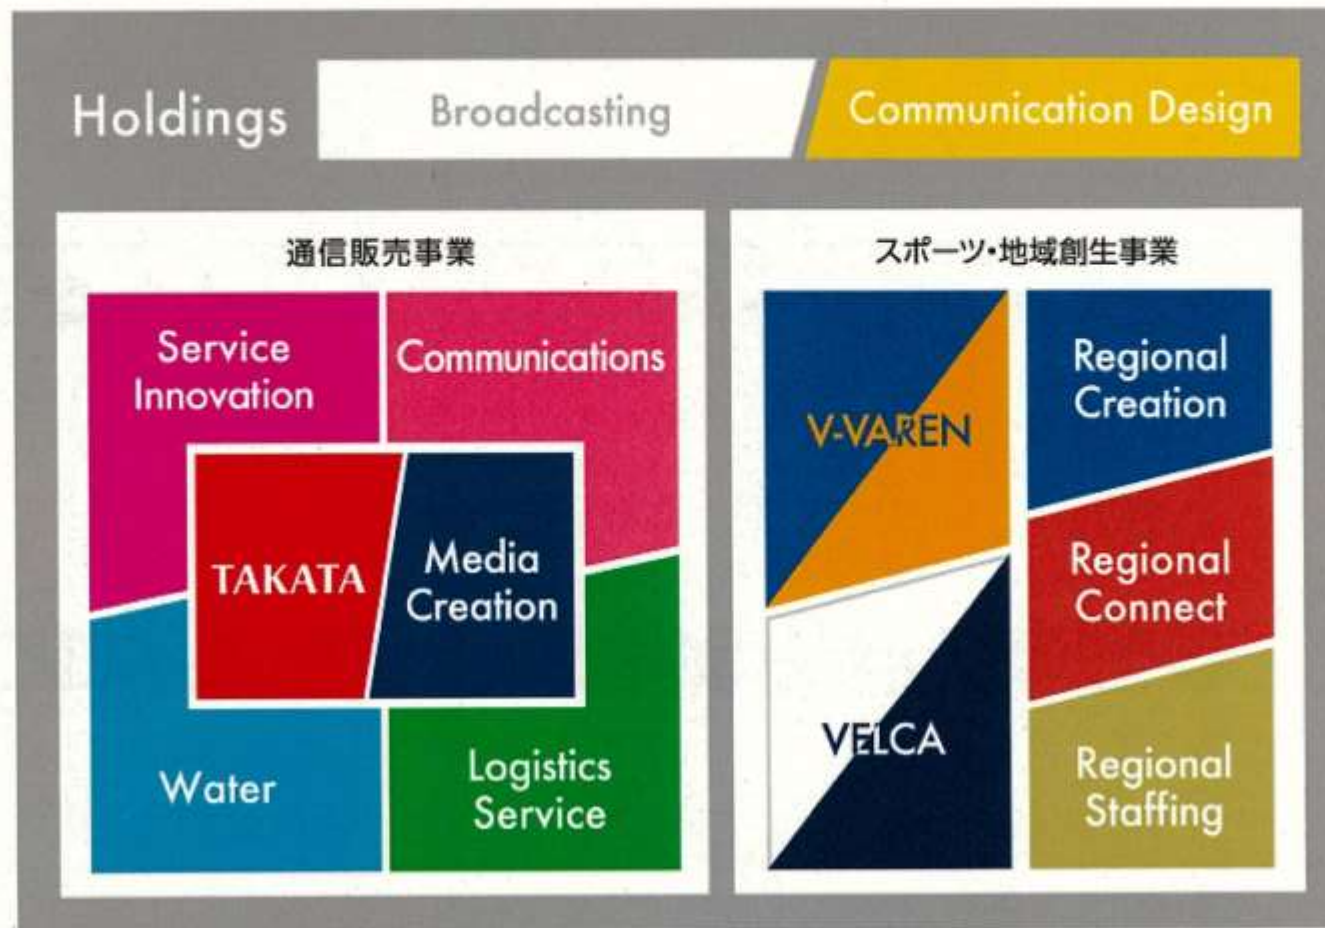 Holdings
Broadcasting
Communication Design
通信販売事業
Service
Innovation
Communications
TAKATA
Media
Creation
Water
Logistics
Service
スポーツ・地域創生事業
V-VAREN
VELCA
Regional
Creation
Regional
Connect
Regional
Staffing